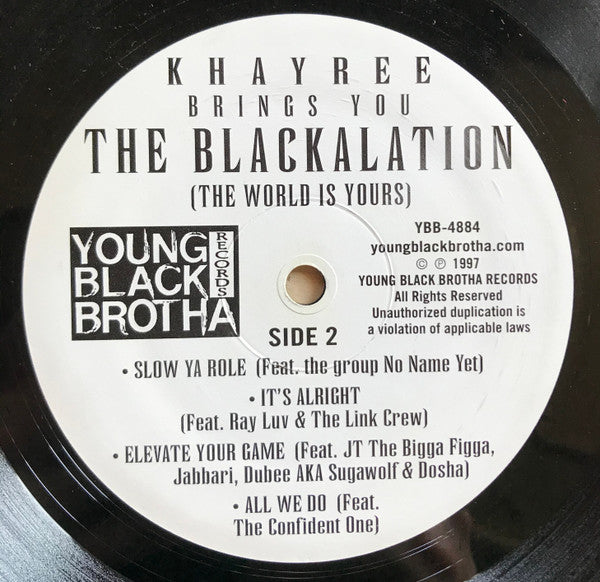 KHAYREE
BRINGS YOU
THE BLACKALATION
(THE WORLD IS YOURS)
YOUNG
BLACK
BROTHA
RECORDS
YBB-4884
youngblackbrotha.com
© ℗ 1997
YOUNG BLACK BROTHA RECORDS
All Rights Reserved
Unauthorized duplication is
a violation of applicable laws
SIDE 2
• SLOW YA ROLE (Feat. the group No Name Yet)
• IT'S ALRIGHT
(Feat. Ray Luv & The Link Crew)
• ELEVATE YOUR GAME (Feat. JT The Bigga Figga,
Jabbari, Dubee AKA Sugawolf & Dosha)
• ALL WE DO (Feat.
The Confident One)